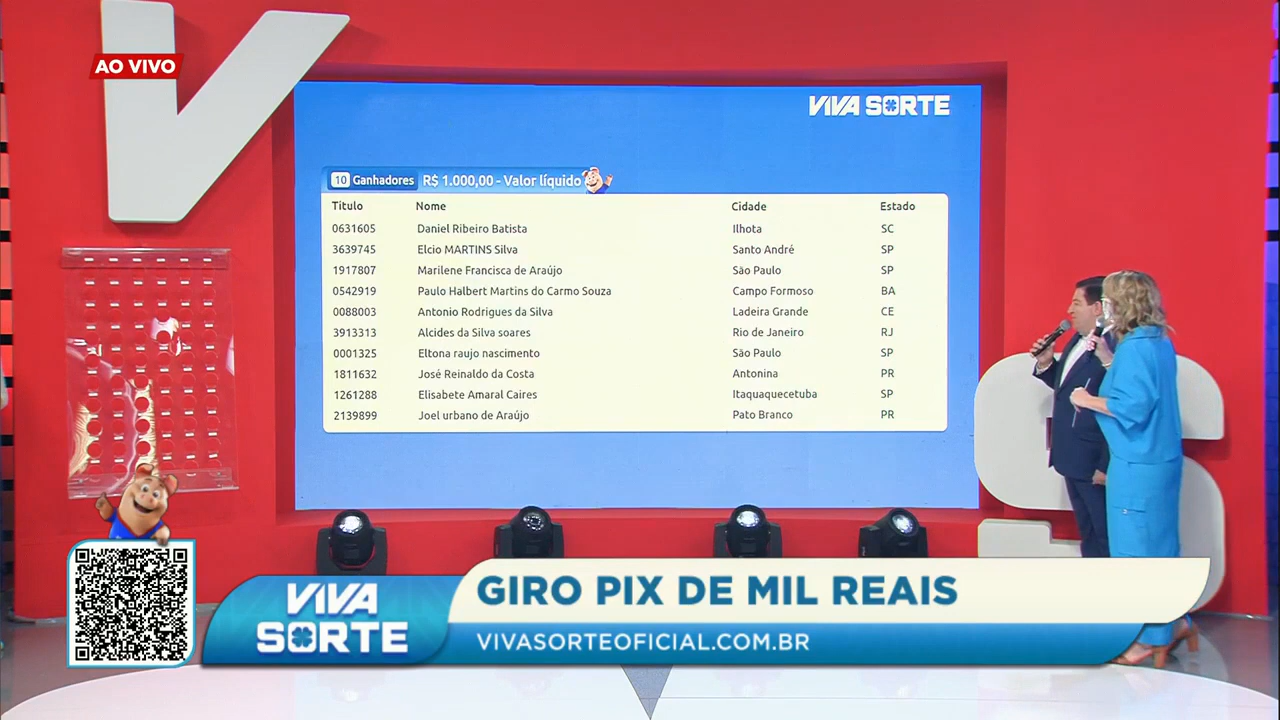 AO VIVO
VIVA SORTE
10 Ganhadores R$ 1.000,00 - Valor líquido
Título Nome Cidade Estado
0631605 Daniel Ribeiro Batista Ilhota SC
3639745 Elcio MARTINS Silva Santo André SP
1917807 Marilene Francisca de Araújo São Paulo SP
0542919 Paulo Halbert Martins do Carmo Souza Campo Formoso BA
0088003 Antonio Rodrigues da Silva Ladeira Grande CE
3913313 Alcides da Silva soares Rio de Janeiro RJ
0001325 Eltona raujo nascimento São Paulo SP
1811632 José Reinaldo da Costa Antonina PR
1261288 Elisabete Amaral Caires Itaquaquecetuba SP
2139899 Joel urbano de Araújo Pato Branco PR
VIVA
SORTE
GIRO PIX DE MIL REAIS
VIVASORTEOFICIAL.COM.BR